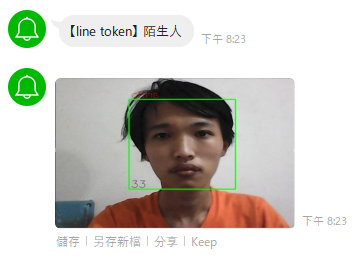 【line token】陌生人
下午 8:23
33
下午 8:23
儲存 | 另存新檔 | 分享 | Keep